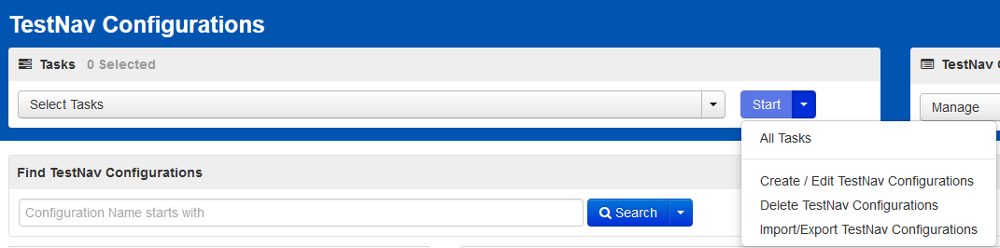 TestNav Configurations
Tasks 0 Selected
TestNav
Select Tasks
Start
Manage
All Tasks
Find TestNav Configurations
Create / Edit TestNav Configurations
Configuration Name starts with
Search
Delete TestNav Configurations
Import/Export TestNav Configurations